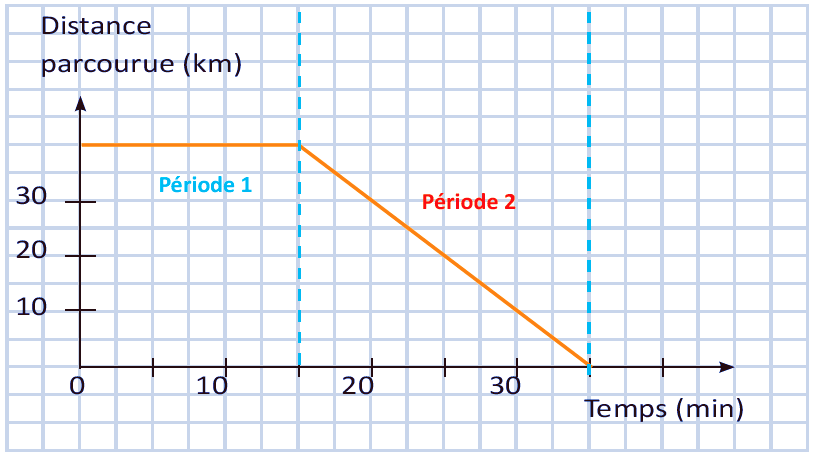 Distance
parcourue (km)
Période 1
30
Période 2
20
10
0
10
20
30
Temps (min)